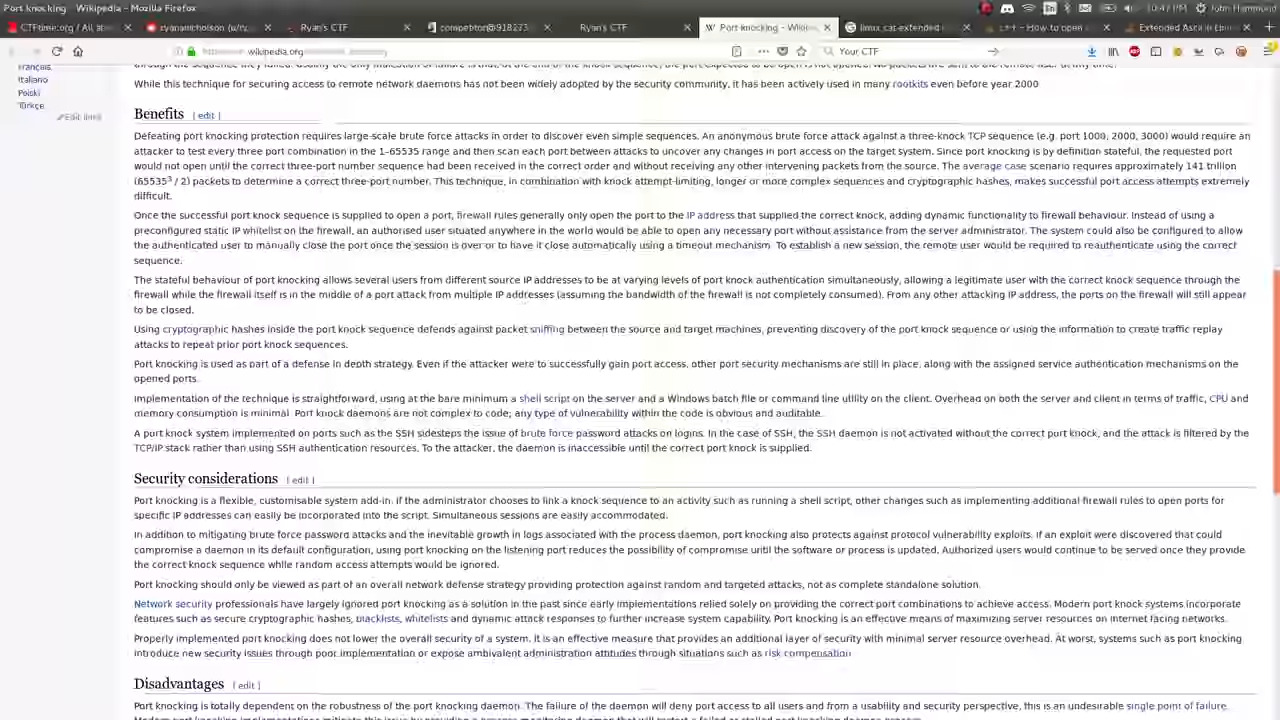 Port knocking - Wikipedia - Mozilla Firefox
10:47 PM John Hammond
CTFtime.org / All about
ryannicholson (u/ry
Ryan's CTF
competitor@918273
Ryan's CTF
Port knocking - Wikipedia
linux cat extended
c++ - How to open
Extended Ascii e (lin
wikipedia.org
Your CTF
Français
Italiano
Polski
Türkçe
Edit links
While this technique for securing access to remote network daemons has not been widely adopted by the security community, it has been actively used in many rootkits even before year 2000
Benefits [ edit ]
Defeating port knocking protection requires large-scale brute force attacks in order to discover even simple sequences. An anonymous brute force attack against a three-knock TCP sequence (e.g. port 1000, 2000, 3000) would require an
attacker to test every three port combination in the 1–65535 range and then scan each port between attacks to uncover any changes in port access on the target system. Since port knocking is by definition stateful, the requested port
would not open until the correct three-port number sequence had been received in the correct order and without receiving any other intervening packets from the source. The average case scenario requires approximately 141 trillion
(65535³ / 2) packets to determine a correct three-port number. This technique, in combination with knock attempt-limiting, longer or more complex sequences and cryptographic hashes, makes successful port access attempts extremely
difficult.
Once the successful port knock sequence is supplied to open a port, firewall rules generally only open the port to the IP address that supplied the correct knock, adding dynamic functionality to firewall behaviour. Instead of using a
preconfigured static IP whitelist on the firewall, an authorised user situated anywhere in the world would be able to open any necessary port without assistance from the server administrator. The system could also be configured to allow
the authenticated user to manually close the port once the session is over or to have it close automatically using a timeout mechanism. To establish a new session, the remote user would be required to reauthenticate using the correct
sequence.
The stateful behaviour of port knocking allows several users from different source IP addresses to be at varying levels of port knock authentication simultaneously, allowing a legitimate user with the correct knock sequence through the
firewall while the firewall itself is in the middle of a port attack from multiple IP addresses (assuming the bandwidth of the firewall is not completely consumed). From any other attacking IP address, the ports on the firewall will still appear
to be closed.
Using cryptographic hashes inside the port knock sequence defends against packet sniffing between the source and target machines, preventing discovery of the port knock sequence or using the information to create traffic replay
attacks to repeat prior port knock sequences.
Port knocking is used as part of a defense in depth strategy. Even if the attacker were to successfully gain port access, other port security mechanisms are still in place, along with the assigned service authentication mechanisms on the
opened ports.
Implementation of the technique is straightforward, using at the bare minimum a shell script on the server and a Windows batch file or command line utility on the client. Overhead on both the server and client in terms of traffic, CPU and
memory consumption is minimal. Port knock daemons are not complex to code; any type of vulnerability within the code is obvious and auditable.
A port knock system implemented on ports such as the SSH sidesteps the issue of brute force password attacks on logins. In the case of SSH, the SSH daemon is not activated without the correct port knock, and the attack is filtered by the
TCP/IP stack rather than using SSH authentication resources. To the attacker, the daemon is inaccessible until the correct port knock is supplied.
Security considerations [ edit ]
Port knocking is a flexible, customisable system add-in. If the administrator chooses to link a knock sequence to an activity such as running a shell script, other changes such as implementing additional firewall rules to open ports for
specific IP addresses can easily be incorporated into the script. Simultaneous sessions are easily accommodated.
In addition to mitigating brute force password attacks and the inevitable growth in logs associated with the process daemon, port knocking also protects against protocol vulnerability exploits. If an exploit were discovered that could
compromise a daemon in its default configuration, using port knocking on the listening port reduces the possibility of compromise until the software or process is updated. Authorized users would continue to be served once they provide
the correct knock sequence while random access attempts would be ignored.
Port knocking should only be viewed as part of an overall network defense strategy providing protection against random and targeted attacks, not as complete standalone solution.
Network security professionals have largely ignored port knocking as a solution in the past since early implementations relied solely on providing the correct port combinations to achieve access. Modern port knock systems incorporate
features such as secure cryptographic hashes, blacklists, whitelists and dynamic attack responses to further increase system capability. Port knocking is an effective means of maximizing server resources on Internet facing networks.
Properly implemented port knocking does not lower the overall security of a system. It is an effective measure that provides an additional layer of security with minimal server resource overhead. At worst, systems such as port knocking
introduce new security issues through poor implementation or expose ambivalent administration attitudes through situations such as risk compensation.
Disadvantages [ edit ]
Port knocking is totally dependent on the robustness of the port knocking daemon. The failure of the daemon will deny port access to all users and from a usability and security perspective, this is an undesirable single point of failure.